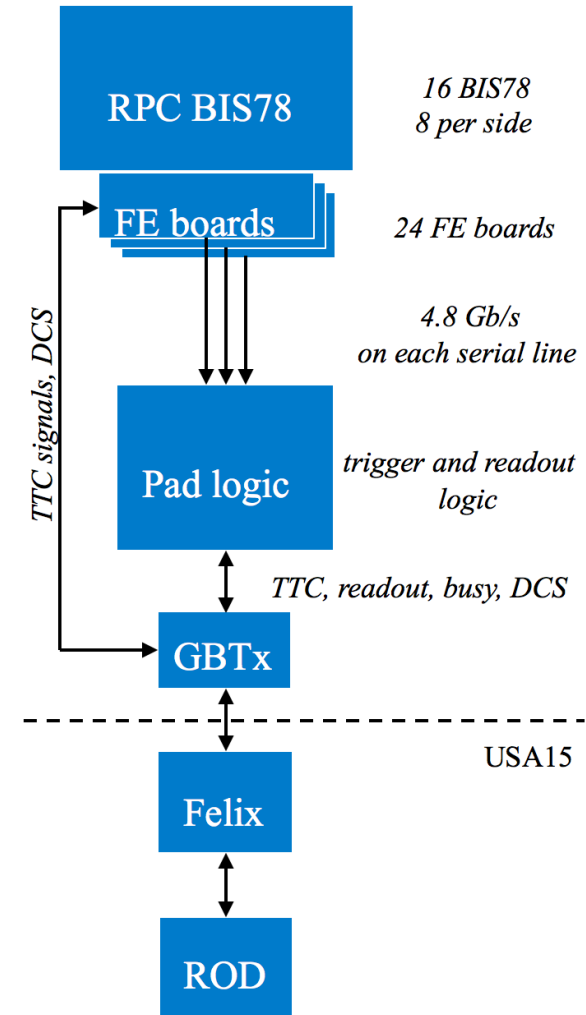 RPC BIS78
16 BIS78
8 per side
FE boards
24 FE boards
4.8 Gb/s
on each serial line
TTC signals, DCS
Pad logic
trigger and readout
logic
TTC, readout, busy, DCS
GBTx
USA15
Felix
ROD